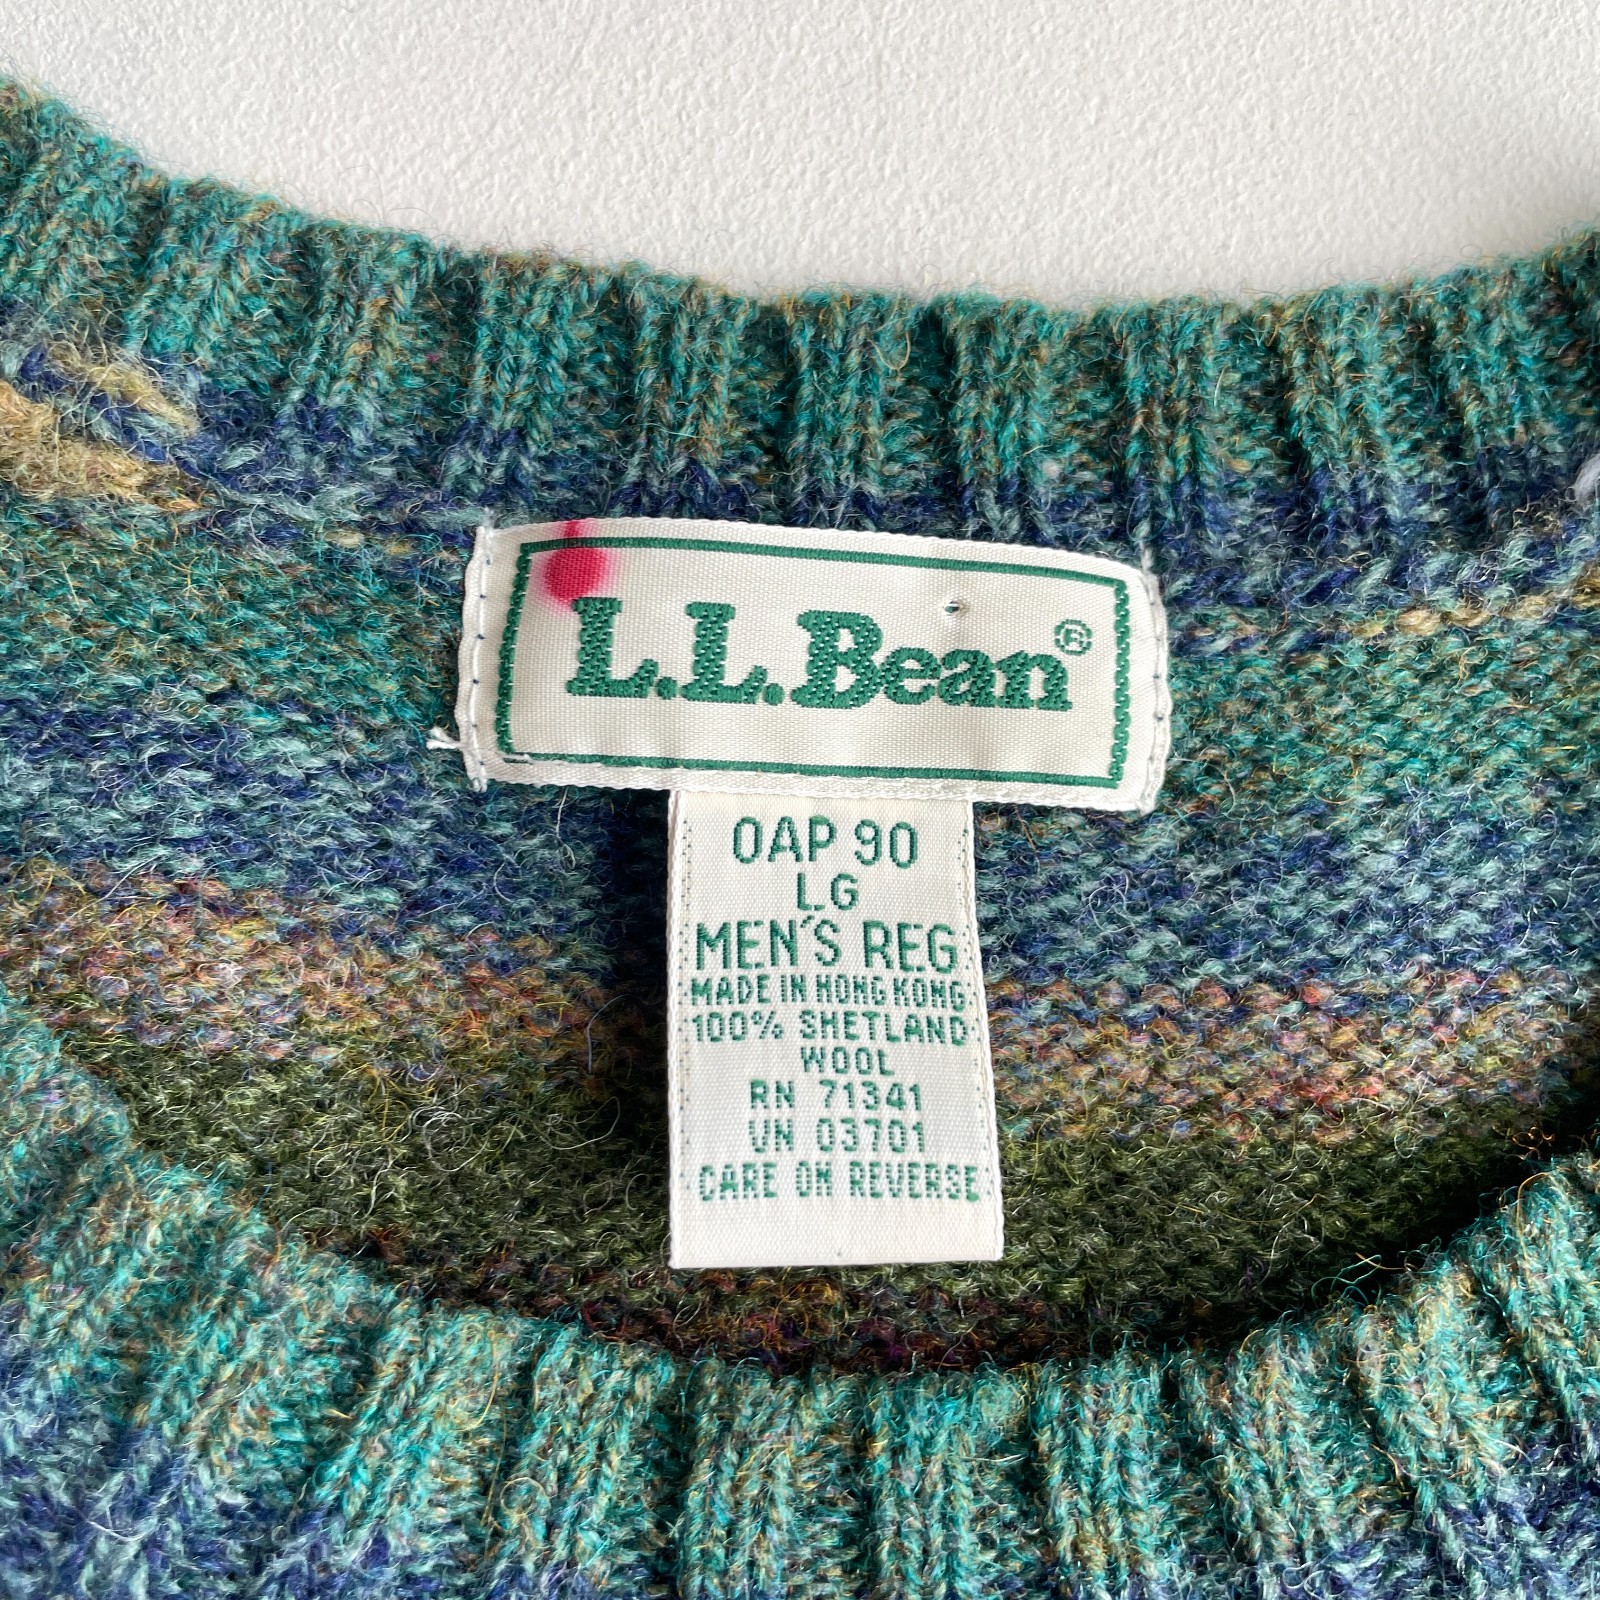 L.L.Bean®
0AP 90
LG
MEN'S REG
MADE IN HONG KONG
100% SHETLAND
WOOL
RN 71341
VN 03701
CARE ON REVERSE